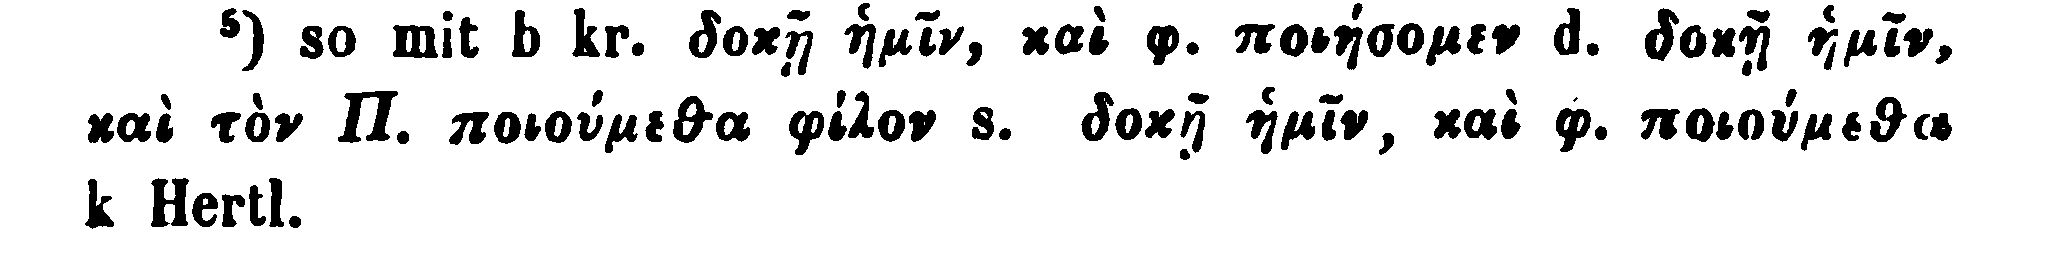 ⁵) so mit b kr. δοκῇ ἡμῖν, καὶ φ. ποιήσομεν d. δοκῇ ἡμῖν,
καὶ τὸν Π. ποιούμεθα φίλον s. δοκῇ ἡμῖν, καὶ φ. ποιούμεθα
k Hertl.